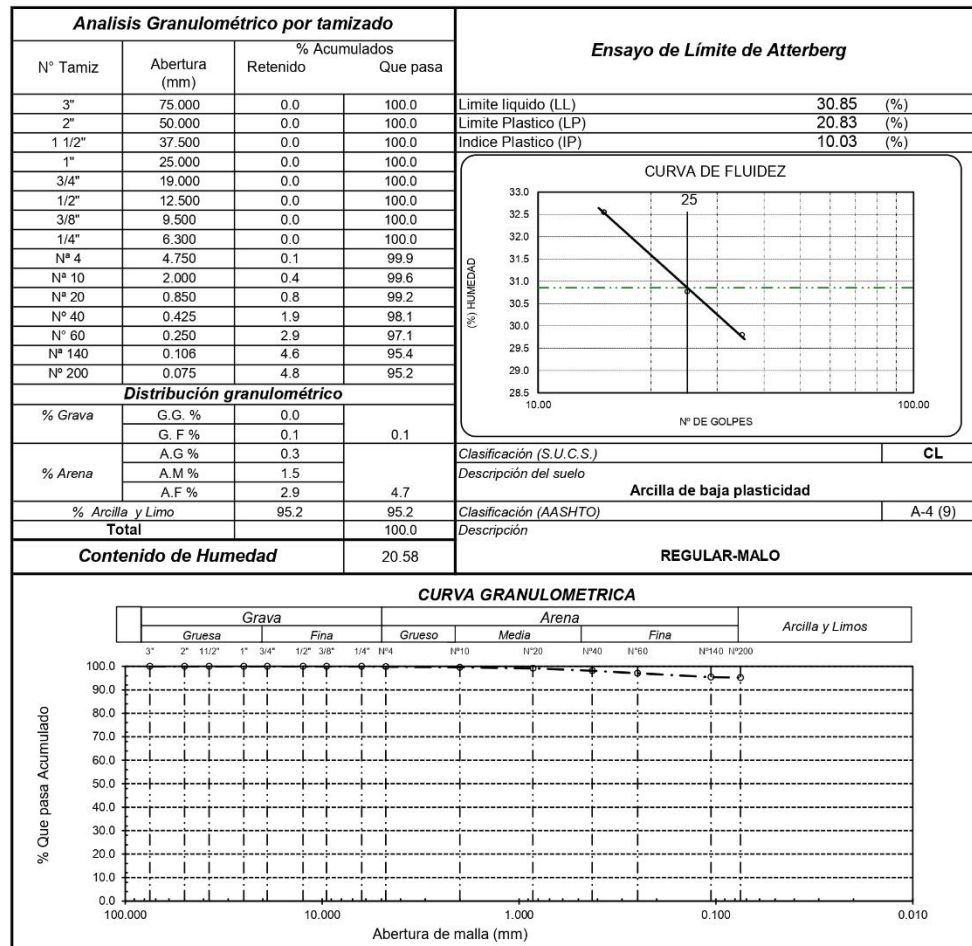 Analisis Granulométrico por tamizado
N° Tamiz Abertura (mm) % Acumulados
Retenido Que pasa
3" 75.000 0.0 100.0
2" 50.000 0.0 100.0
1 1/2" 37.500 0.0 100.0
1" 25.000 0.0 100.0
3/4" 19.000 0.0 100.0
1/2" 12.500 0.0 100.0
3/8" 9.500 0.0 100.0
1/4" 6.300 0.0 100.0
Nª 4 4.750 0.1 99.9
Nª 10 2.000 0.4 99.6
Nª 20 0.850 0.8 99.2
Nº 40 0.425 1.9 98.1
N° 60 0.250 2.9 97.1
Nª 140 0.106 4.6 95.4
Nº 200 0.075 4.8 95.2
Distribución granulométrico
% Grava G.G. % 0.0
G. F % 0.1 0.1
A.G % 0.3
% Arena A.M % 1.5
A.F % 2.9 4.7
% Arcilla y Limo 95.2 95.2
Total 100.0
Contenido de Humedad 20.58
Ensayo de Límite de Atterberg
Limite liquido (LL) 30.85 (%)
Limite Plastico (LP) 20.83 (%)
Indice Plastico (IP) 10.03 (%)
CURVA DE FLUIDEZ
25
33.0
32.5
32.0
31.5
31.0
30.5
30.0
29.5
29.0
28.5
(%) HUMEDAD
10.00 100.00
Nº DE GOLPES
Clasificación (S.U.C.S.) CL
Descripción del suelo
Arcilla de baja plasticidad
Clasificación (AASHTO) A-4 (9)
Descripción
REGULAR-MALO
CURVA GRANULOMETRICA
Grava Arena Arcilla y Limos
Gruesa Fina Grueso Media Fina
3" 2" 11/2" 1" 3/4" 1/2" 3/8" 1/4" N°4 Nº10 N°20 Nº40 N°60 Nº140 Nº200
100.0
90.0
80.0
70.0
60.0
50.0
40.0
30.0
20.0
10.0
0.0
% Que pasa Acumulado
100.000 10.000 1.000 0.100 0.010
Abertura de malla (mm)